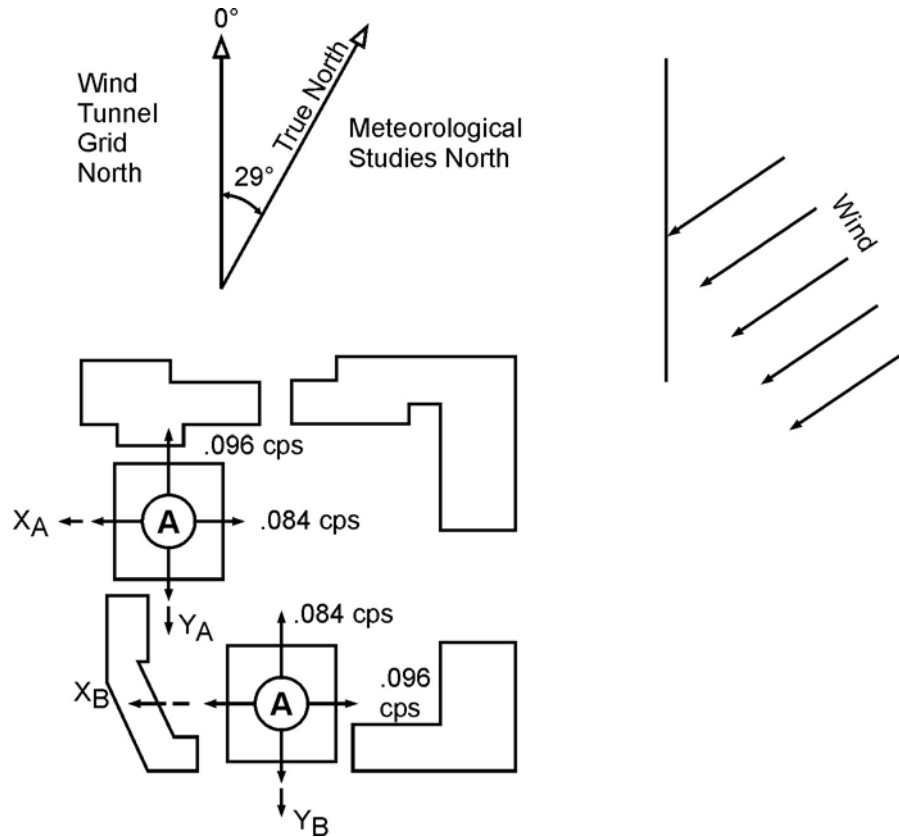 0°
Wind
Tunnel
Grid
North
True North
29°
Meteorological
Studies North
Wind
.096 cps
XA
A
.084 cps
YA
.084 cps
XB
A
.096
cps
YB